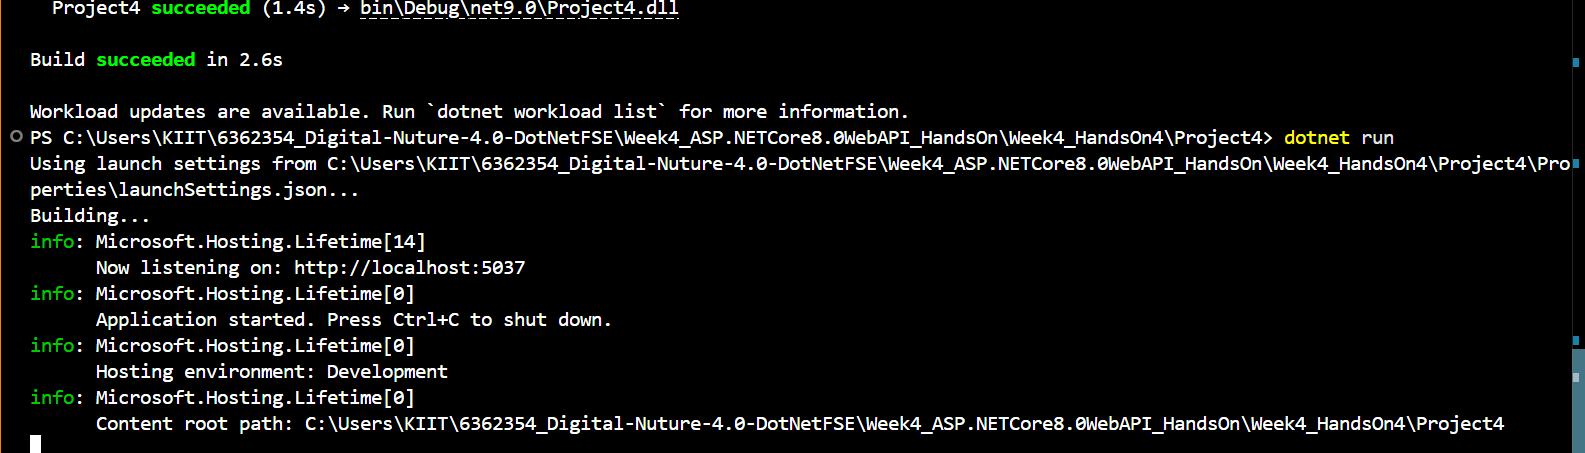 Project4 succeeded (1.4s) → bin\Debug\net9.0\Project4.dll
Build succeeded in 2.6s
Workload updates are available. Run `dotnet workload list` for more information.
PS C:\Users\KIIT\6362354_Digital-Nuture-4.0-DotNetFSE\Week4_ASP.NETCore8.0WebAPI_HandsOn\Week4_HandsOn4\Project4> dotnet run
Using launch settings from C:\Users\KIIT\6362354_Digital-Nuture-4.0-DotNetFSE\Week4_ASP.NETCore8.0WebAPI_HandsOn\Week4_HandsOn4\Project4\Pro
perties\launchSettings.json...
Building...
info: Microsoft.Hosting.Lifetime[14]
Now listening on: http://localhost:5037
info: Microsoft.Hosting.Lifetime[0]
Application started. Press Ctrl+C to shut down.
info: Microsoft.Hosting.Lifetime[0]
Hosting environment: Development
info: Microsoft.Hosting.Lifetime[0]
Content root path: C:\Users\KIIT\6362354_Digital-Nuture-4.0-DotNetFSE\Week4_ASP.NETCore8.0WebAPI_HandsOn\Week4_HandsOn4\Project4